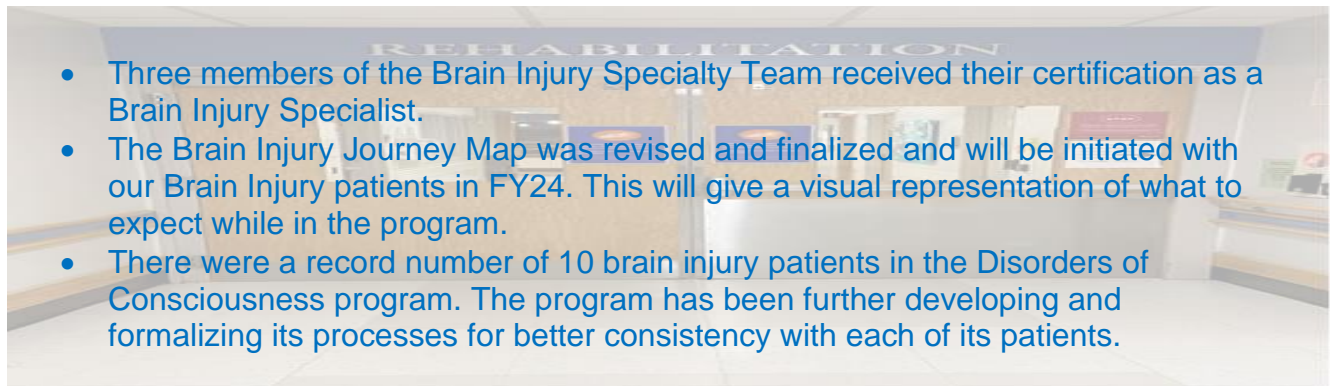 REHABILITATION
• Three members of the Brain Injury Specialty Team received their certification as a
Brain Injury Specialist.
• The Brain Injury Journey Map was revised and finalized and will be initiated with
our Brain Injury patients in FY24. This will give a visual representation of what to
expect while in the program.
• There were a record number of 10 brain injury patients in the Disorders of
Consciousness program. The program has been further developing and
formalizing its processes for better consistency with each of its patients.